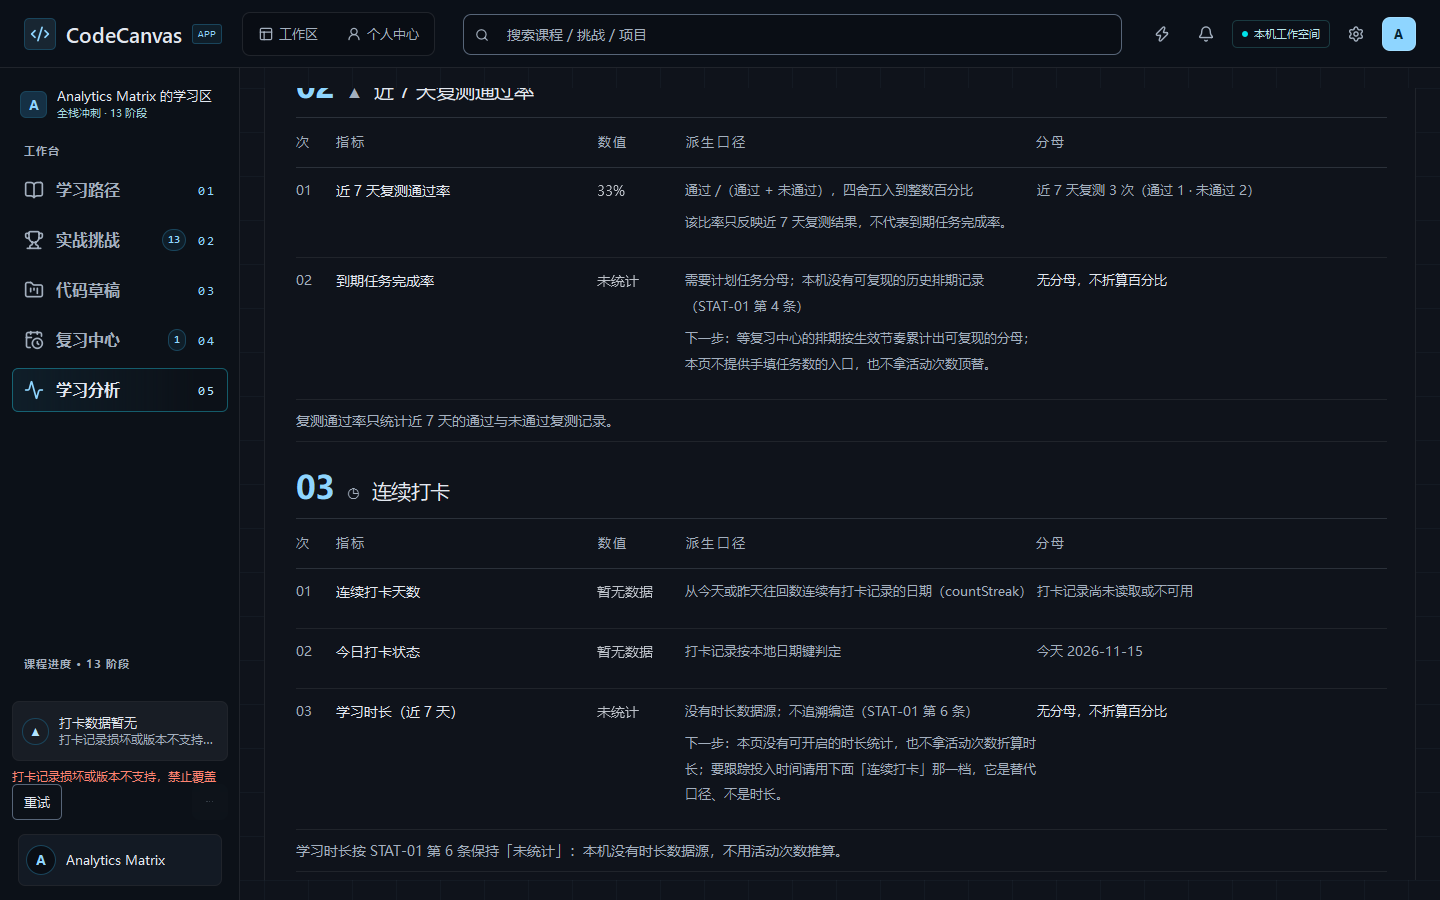 CodeCanvas APP
工作区
个人中心
搜索课程 / 挑战 / 项目
本机工作空间
A
A
Analytics Matrix 的学习区
全栈冲刺 · 13 阶段
工作台
学习路径 01
实战挑战 13 02
代码草稿 03
复习中心 1 04
学习分析 05
课程进度 • 13 阶段
打卡数据暂无
打卡记录损坏或版本不支持...
打卡记录损坏或版本不支持，禁止覆盖
重试
A Analytics Matrix
02 ▲ 近 7 天复测通过率
次 指标 数值 派生口径 分母
01 近 7 天复测通过率 33% 通过 /（通过 + 未通过），四舍五入到整数百分比 近 7 天复测 3 次（通过 1 · 未通过 2）
该比率只反映近 7 天复测结果，不代表到期任务完成率。
02 到期任务完成率 未统计 需要计划任务分母；本机没有可复现的历史排期记录 无分母，不折算百分比
（STAT-01 第 4 条）
下一步：等复习中心的排期按生效节奏累计出可复现的分母；
本页不提供手填任务数的入口，也不拿活动次数顶替。
复测通过率只统计近 7 天的通过与未通过复测记录。
03 连续打卡
次 指标 数值 派生口径 分母
01 连续打卡天数 暂无数据 从今天或昨天往回数连续有打卡记录的日期（countStreak） 打卡记录尚未读取或不可用
02 今日打卡状态 暂无数据 打卡记录按本地日期键判定 今天 2026-11-15
03 学习时长（近 7 天） 未统计 没有时长数据源；不追溯编造（STAT-01 第 6 条） 无分母，不折算百分比
下一步：本页没有可开启的时长统计，也不拿活动次数折算时
长；要跟踪投入时间请用下面「连续打卡」那一档，它是替代
口径、不是时长。
学习时长按 STAT-01 第 6 条保持「未统计」：本机没有时长数据源，不用活动次数推算。